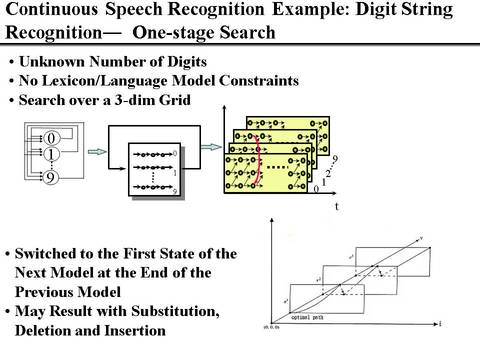 Continuous Speech Recognition Example: Digit String
Recognition— One-stage Search
• Unknown Number of Digits
• No Lexicon/Language Model Constraints
• Search over a 3-dim Grid
0
1
9
0
1
9
9
2
1
0
t
• Switched to the First State of the
Next Model at the End of the
Previous Model
• May Result with Substitution,
Deletion and Insertion
optimal path